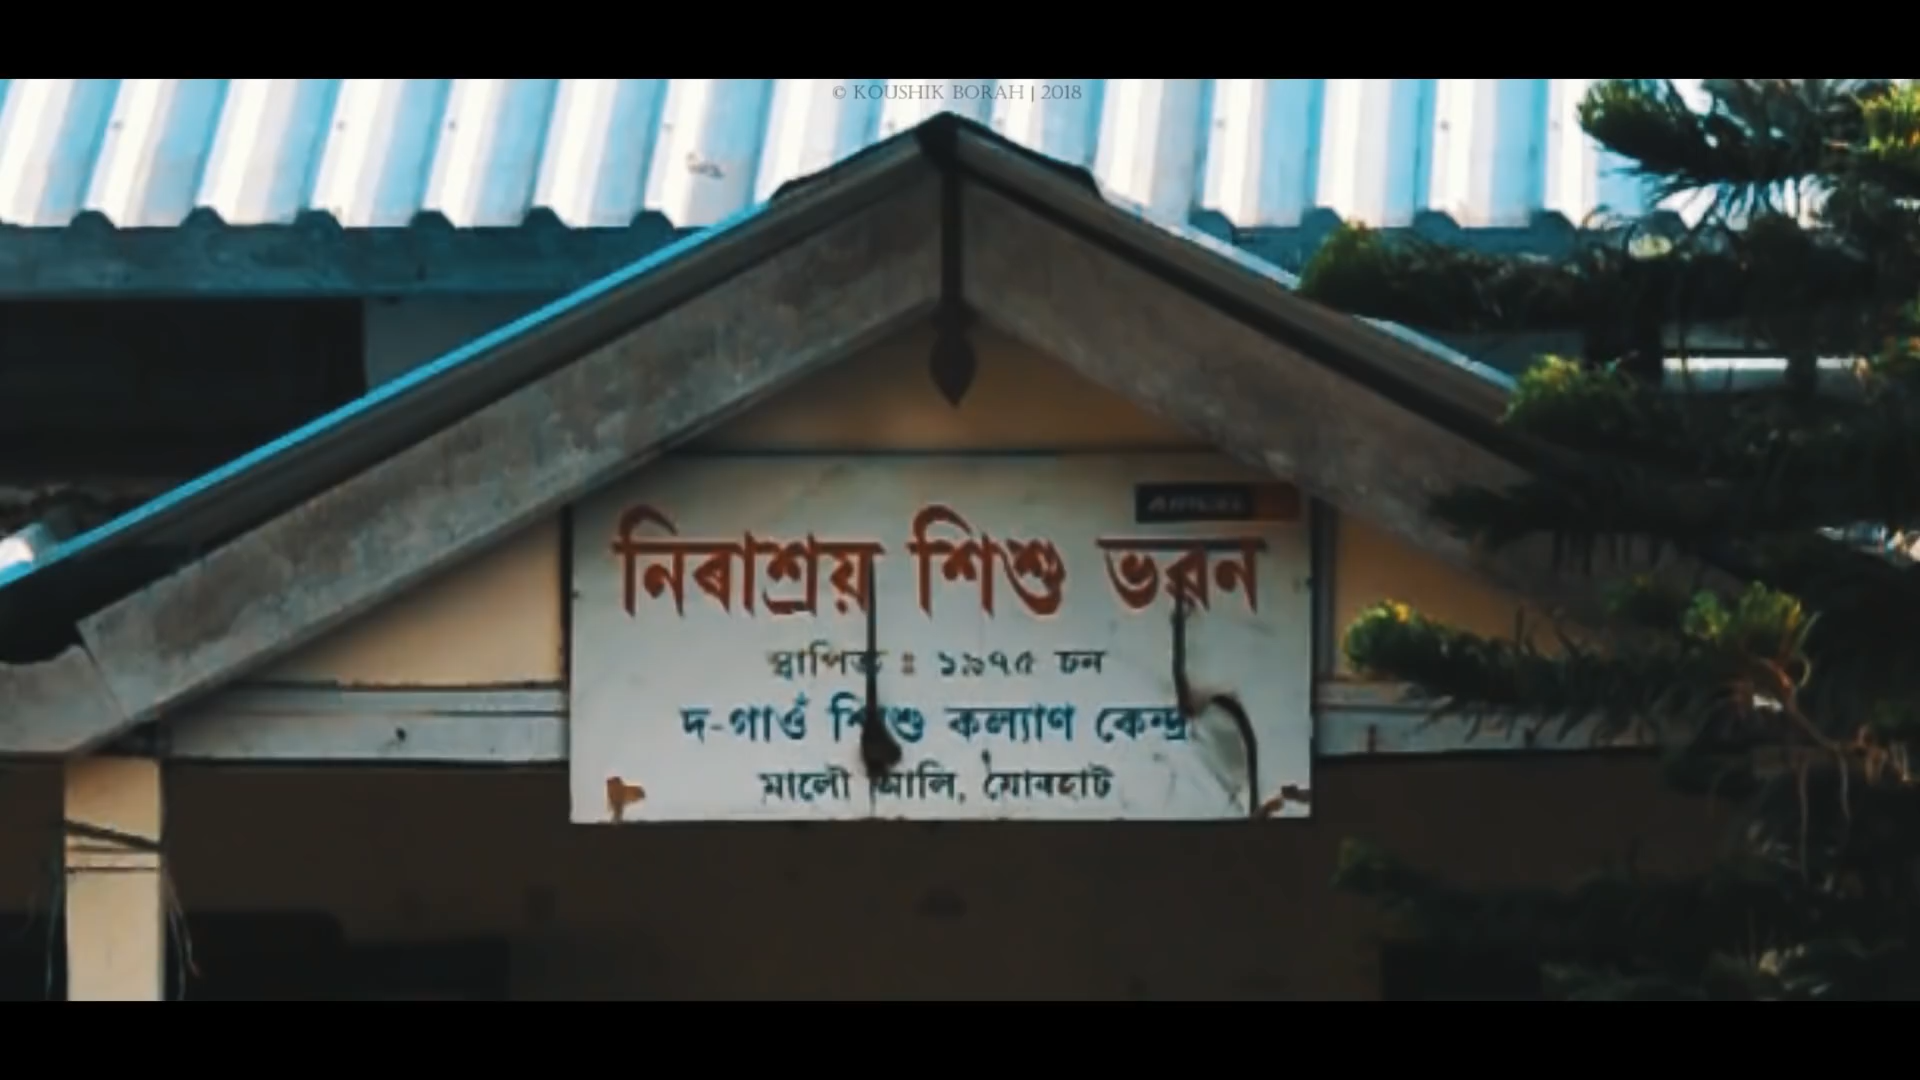 © KOUSHIK BORAH | 2018
নিৰাশ্ৰয় শিশু ভৱন
স্থাপিত : ১৯৭৫ চন
দ-গাওঁ শিশু কল্যাণ কেন্দ্ৰ
মালৌ আলি, যোৰহাট